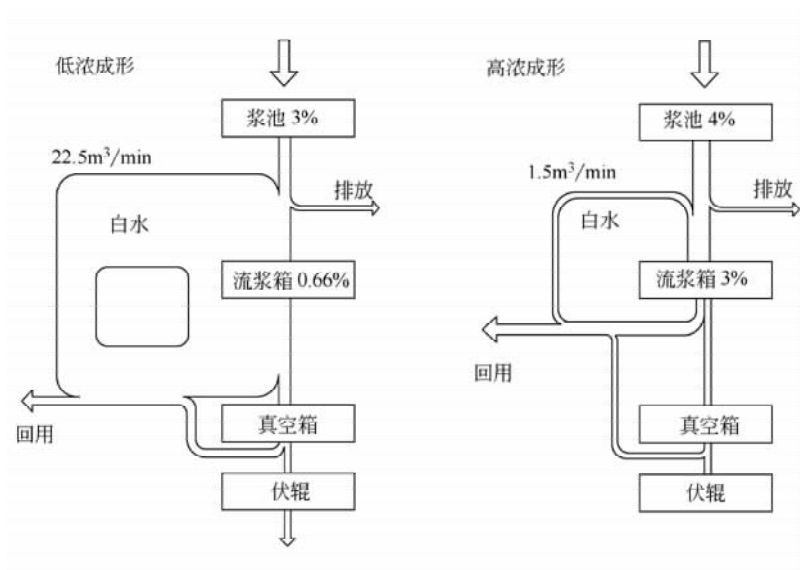 低浓成形
浆池 3%
22.5m³/min
排放
白水
流浆箱 0.66%
回用
真空箱
伏辊
高浓成形
浆池 4%
1.5m³/min
排放
白水
流浆箱 3%
回用
真空箱
伏辊